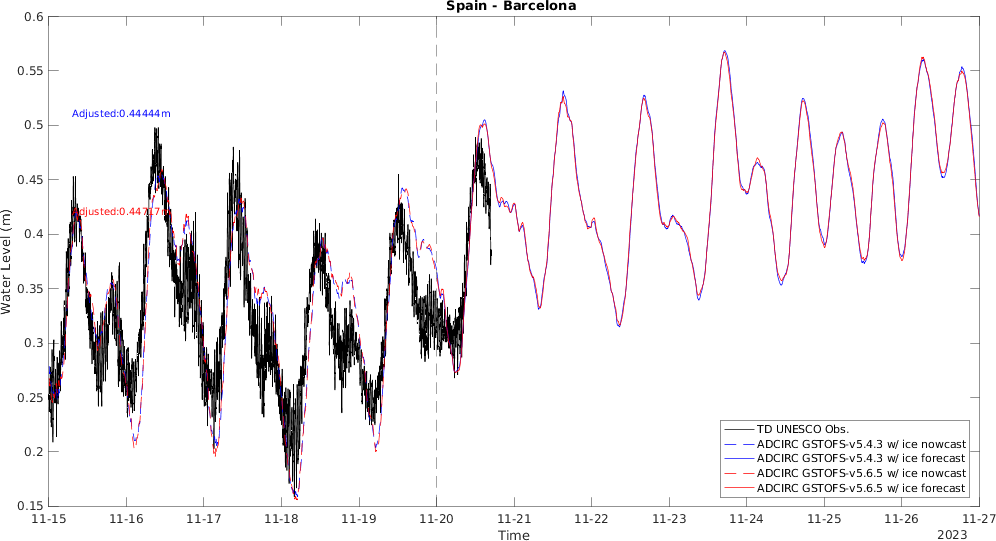 Spain - Barcelona
0.6
0.55
0.5
0.45
0.4
0.35
0.3
0.25
0.2
0.15
Water Level (m)
Adjusted:0.44444m
Adjusted:0.44717m
TD UNESCO Obs.
ADCIRC GSTOFS-v5.4.3 w/ ice nowcast
ADCIRC GSTOFS-v5.4.3 w/ ice forecast
ADCIRC GSTOFS-v5.6.5 w/ ice nowcast
ADCIRC GSTOFS-v5.6.5 w/ ice forecast
11-15 11-16 11-17 11-18 11-19 11-20 11-21 11-22 11-23 11-24 11-25 11-26 11-27
Time
2023